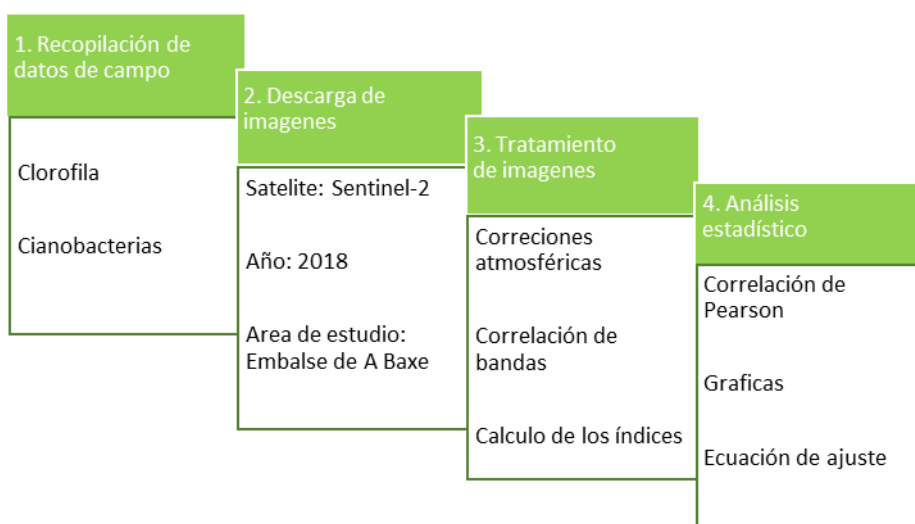 1. Recopilación de
datos de campo
Clorofila
Cianobacterias
2. Descarga de
imagenes
Satelite: Sentinel-2
Año: 2018
Area de estudio:
Embalse de A Baxe
3. Tratamiento
de imagenes
Correciones
atmosféricas
Correlación de
bandas
Calculo de los índices
4. Análisis
estadístico
Correlación de
Pearson
Graficas
Ecuación de ajuste